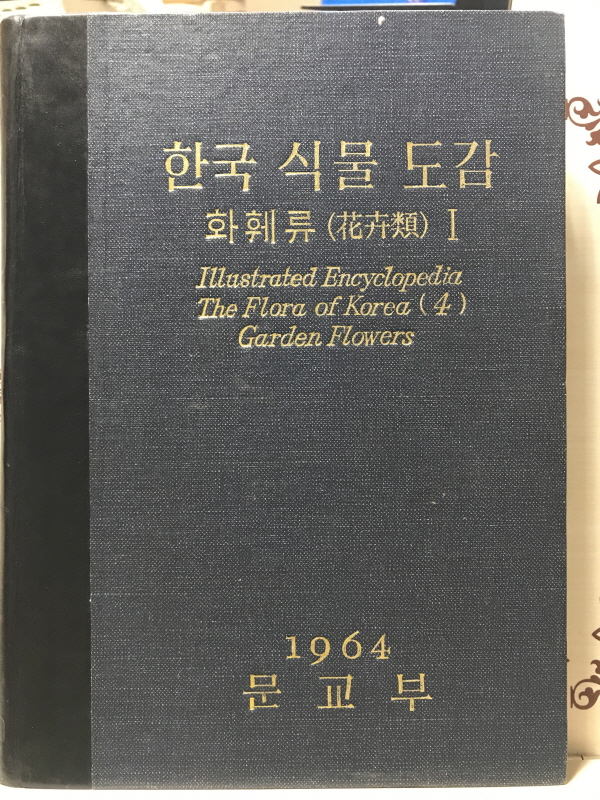 한국 식물 도감
화훼류 (花卉類) I
Illustrated Encyclopedia
The Flora of Korea (4)
Garden Flowers
1964
문교부